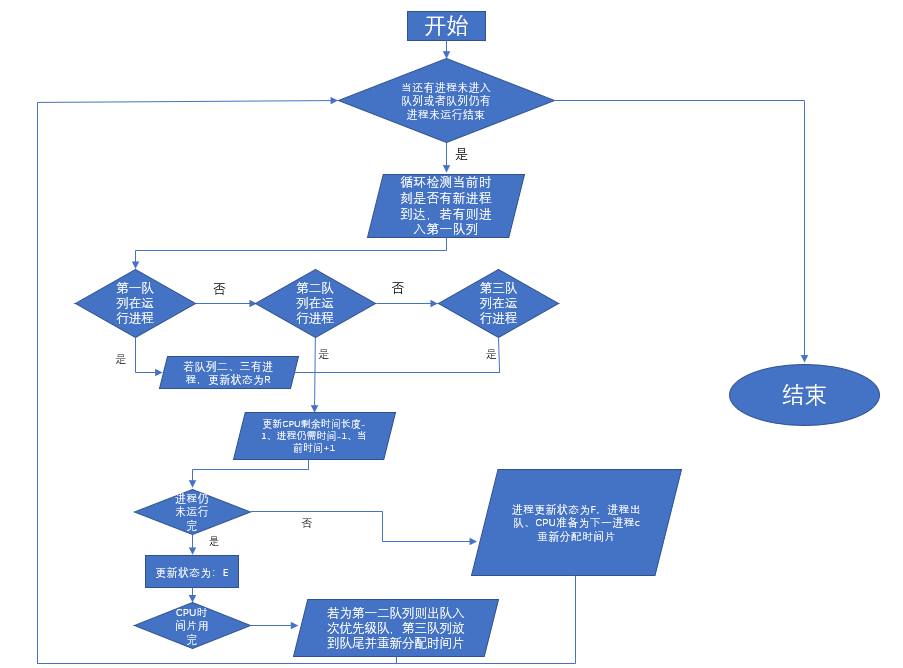 开始
当还有进程未进入
队列或者队列仍有
进程未运行结束
是
循环检测当前时
刻是否有新进程
到达，若有则进
入第一队列
第一队
列在运
行进程
否
第二队
列在运
行进程
否
第三队
列在运
行进程
是
是
是
若队列二、三有进
程，更新状态为R
结束
更新CPU剩余时间长度-
1、进程仍需时间-1、当
前时间+1
进程仍
未运行
完
否
进程更新状态为F，进程出
队、CPU准备为下一进程c
重新分配时间片
是
更新状态为：E
CPU时
间片用
完
若为第一二队列则出队入
次优先级队，第三队列放
到队尾并重新分配时间片